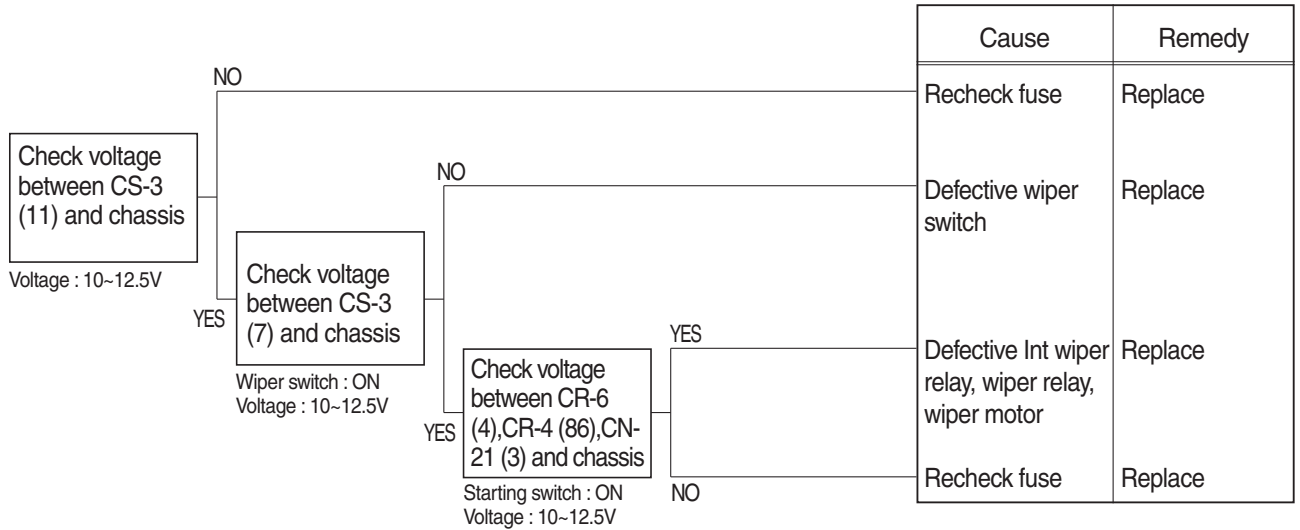 Cause
Remedy
NO
Recheck fuse
Replace
Check voltage
between CS-3
(11) and chassis
Voltage : 10~12.5V
NO
Defective wiper
switch
Replace
YES
Check voltage
between CS-3
(7) and chassis
Wiper switch : ON
Voltage : 10~12.5V
YES
Defective Int wiper
relay, wiper relay,
wiper motor
Replace
YES
Check voltage
between CR-6
(4),CR-4 (86),CN-
21 (3) and chassis
Starting switch : ON
Voltage : 10~12.5V
NO
Recheck fuse
Replace